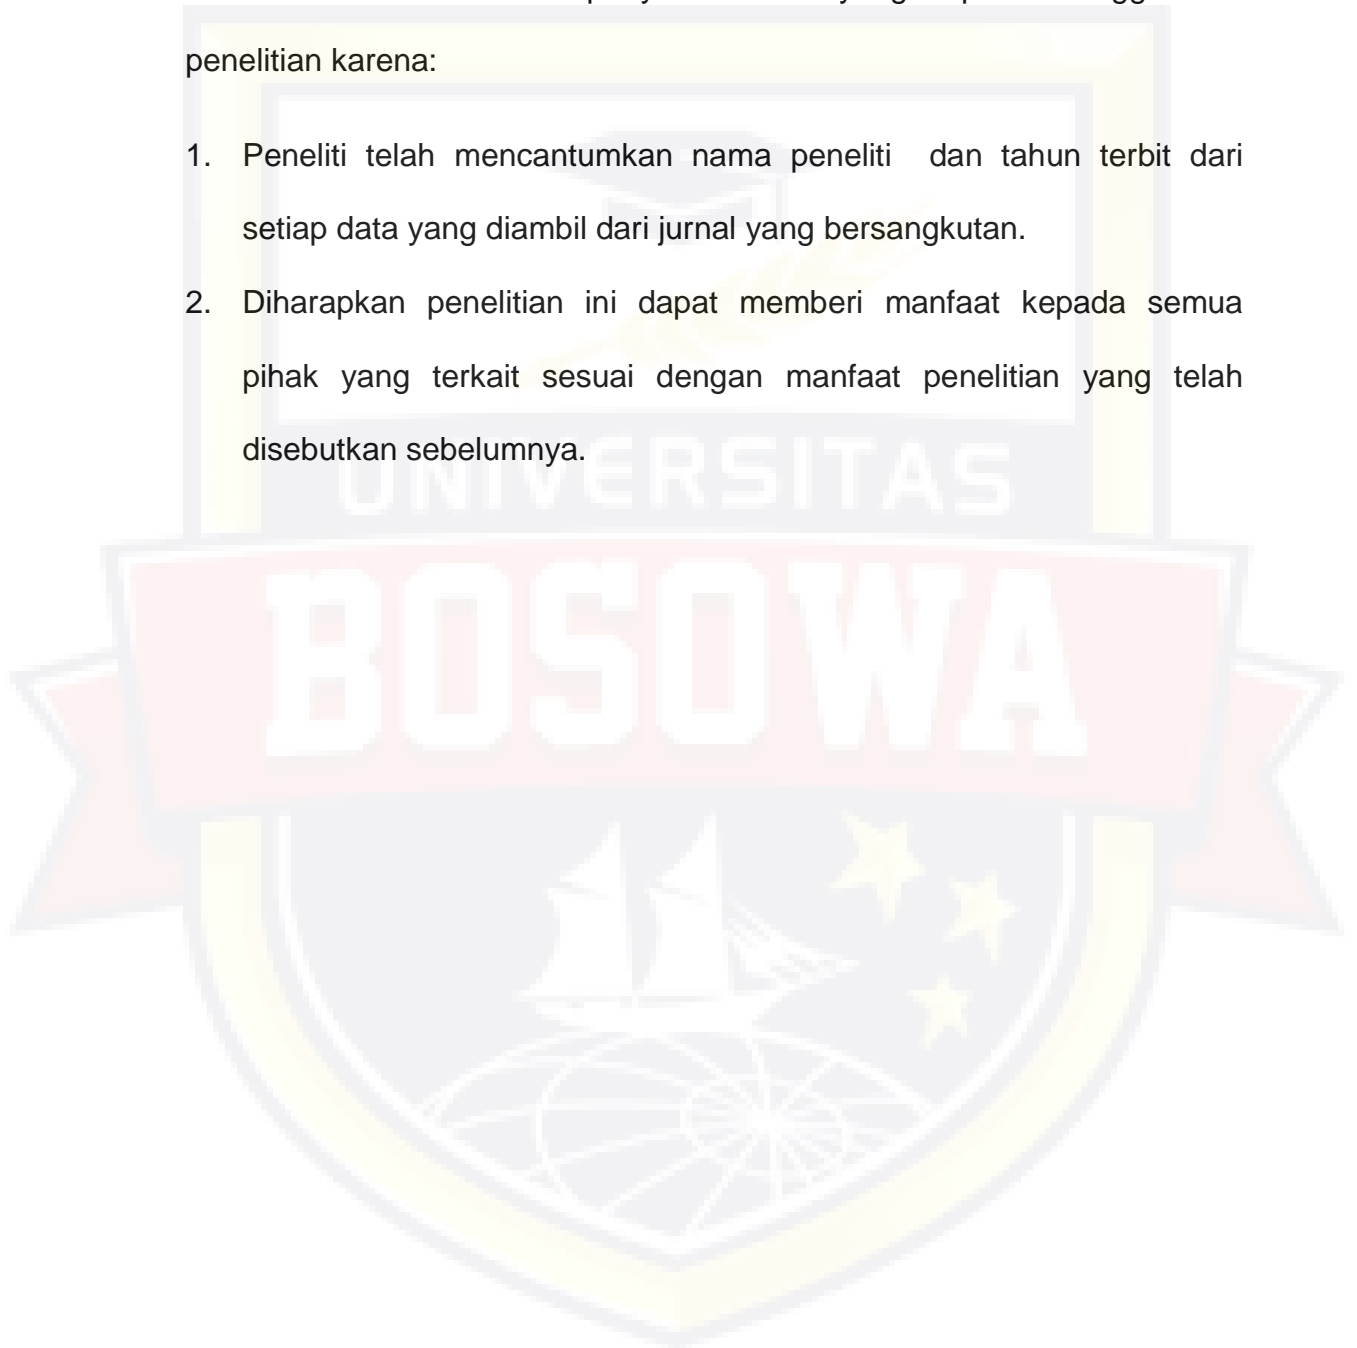 penelitian karena:
1. Peneliti telah mencantumkan nama peneliti dan tahun terbit dari
setiap data yang diambil dari jurnal yang bersangkutan.
2. Diharapkan penelitian ini dapat memberi manfaat kepada semua
pihak yang terkait sesuai dengan manfaat penelitian yang telah
disebutkan sebelumnya.
UNIVERSITAS
BOSOWA